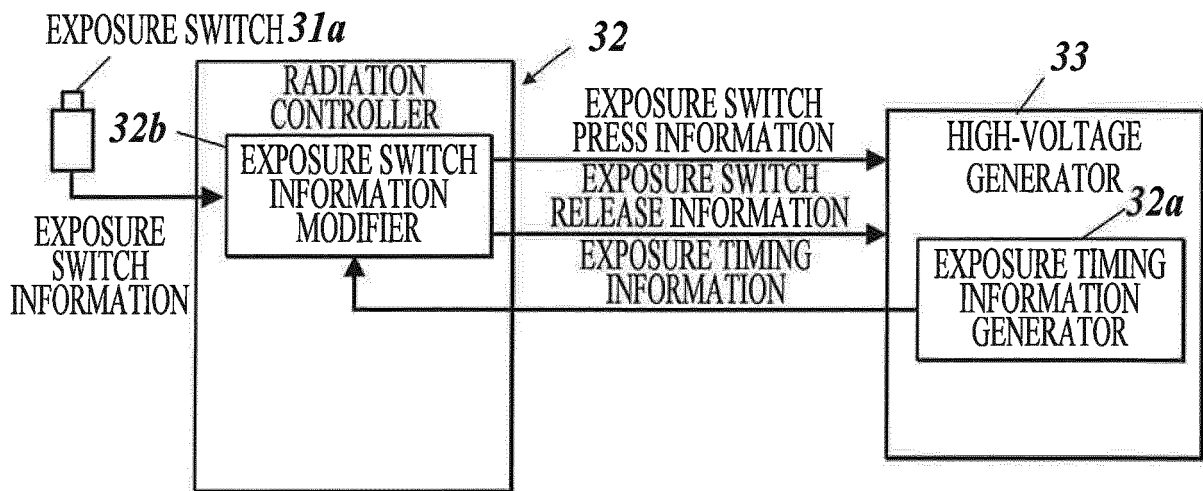 EXPOSURE SWITCH 31a
32
RADIATION
CONTROLLER
32b
EXPOSURE SWITCH
INFORMATION
MODIFIER
EXPOSURE
SWITCH
INFORMATION
EXPOSURE SWITCH
PRESS INFORMATION
EXPOSURE SWITCH
RELEASE INFORMATION
EXPOSURE TIMING
INFORMATION
33
HIGH-VOLTAGE
GENERATOR
32a
EXPOSURE TIMING
INFORMATION
GENERATOR